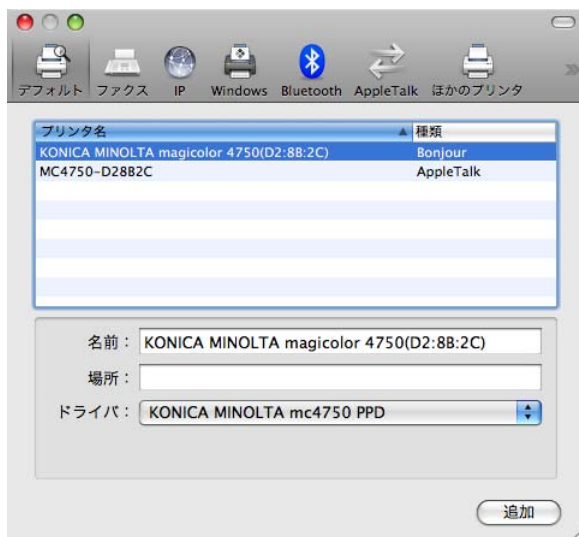 デフォルト ファクス IP Windows Bluetooth AppleTalk ほかのプリンタ
プリンタ名 種類
KONICA MINOLTA magicolor 4750(D2:8B:2C) Bonjour
MC4750-D28B2C AppleTalk
名前： KONICA MINOLTA magicolor 4750(D2:8B:2C)
場所：
ドライバ： KONICA MINOLTA mc4750 PPD
追加